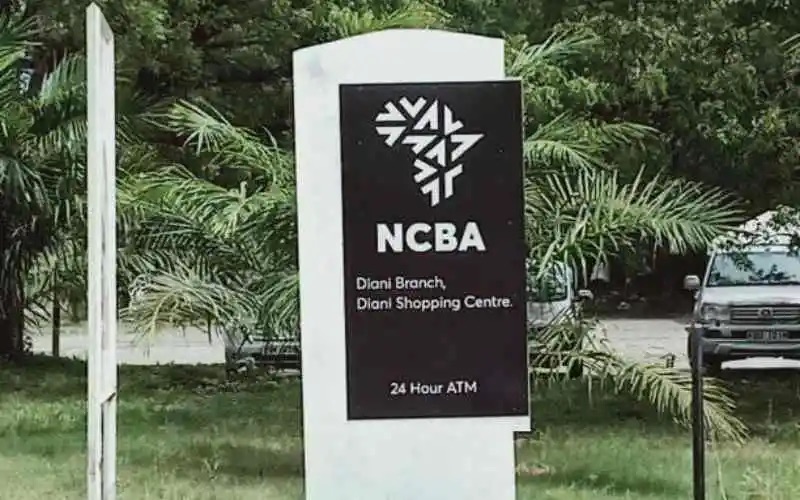 NCBA
Diani Branch,
Diani Shopping Centre.
24 Hour ATM